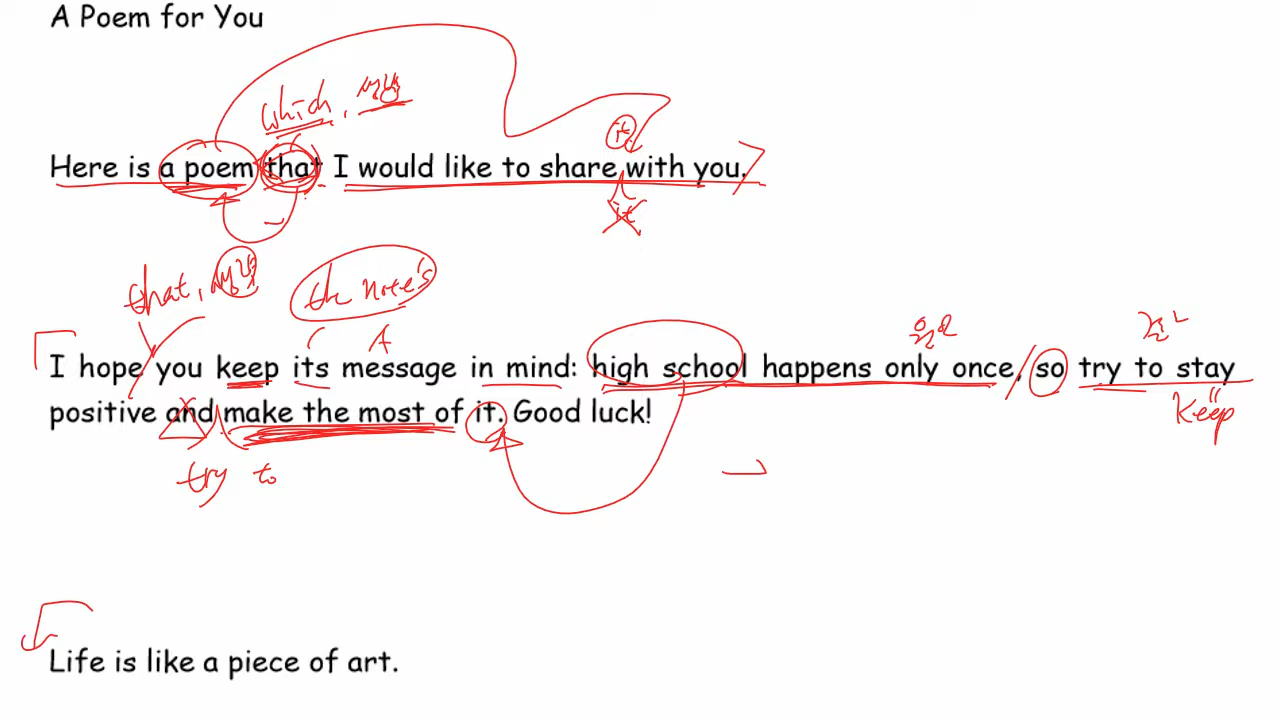 A Poem for You
which,
it
Here is a poem that I would like to share with you.
it
that, the note's
I hope you keep its message in mind: high school happens only once, so try to stay
keep
positive and make the most of it. Good luck!
try to
Life is like a piece of art.